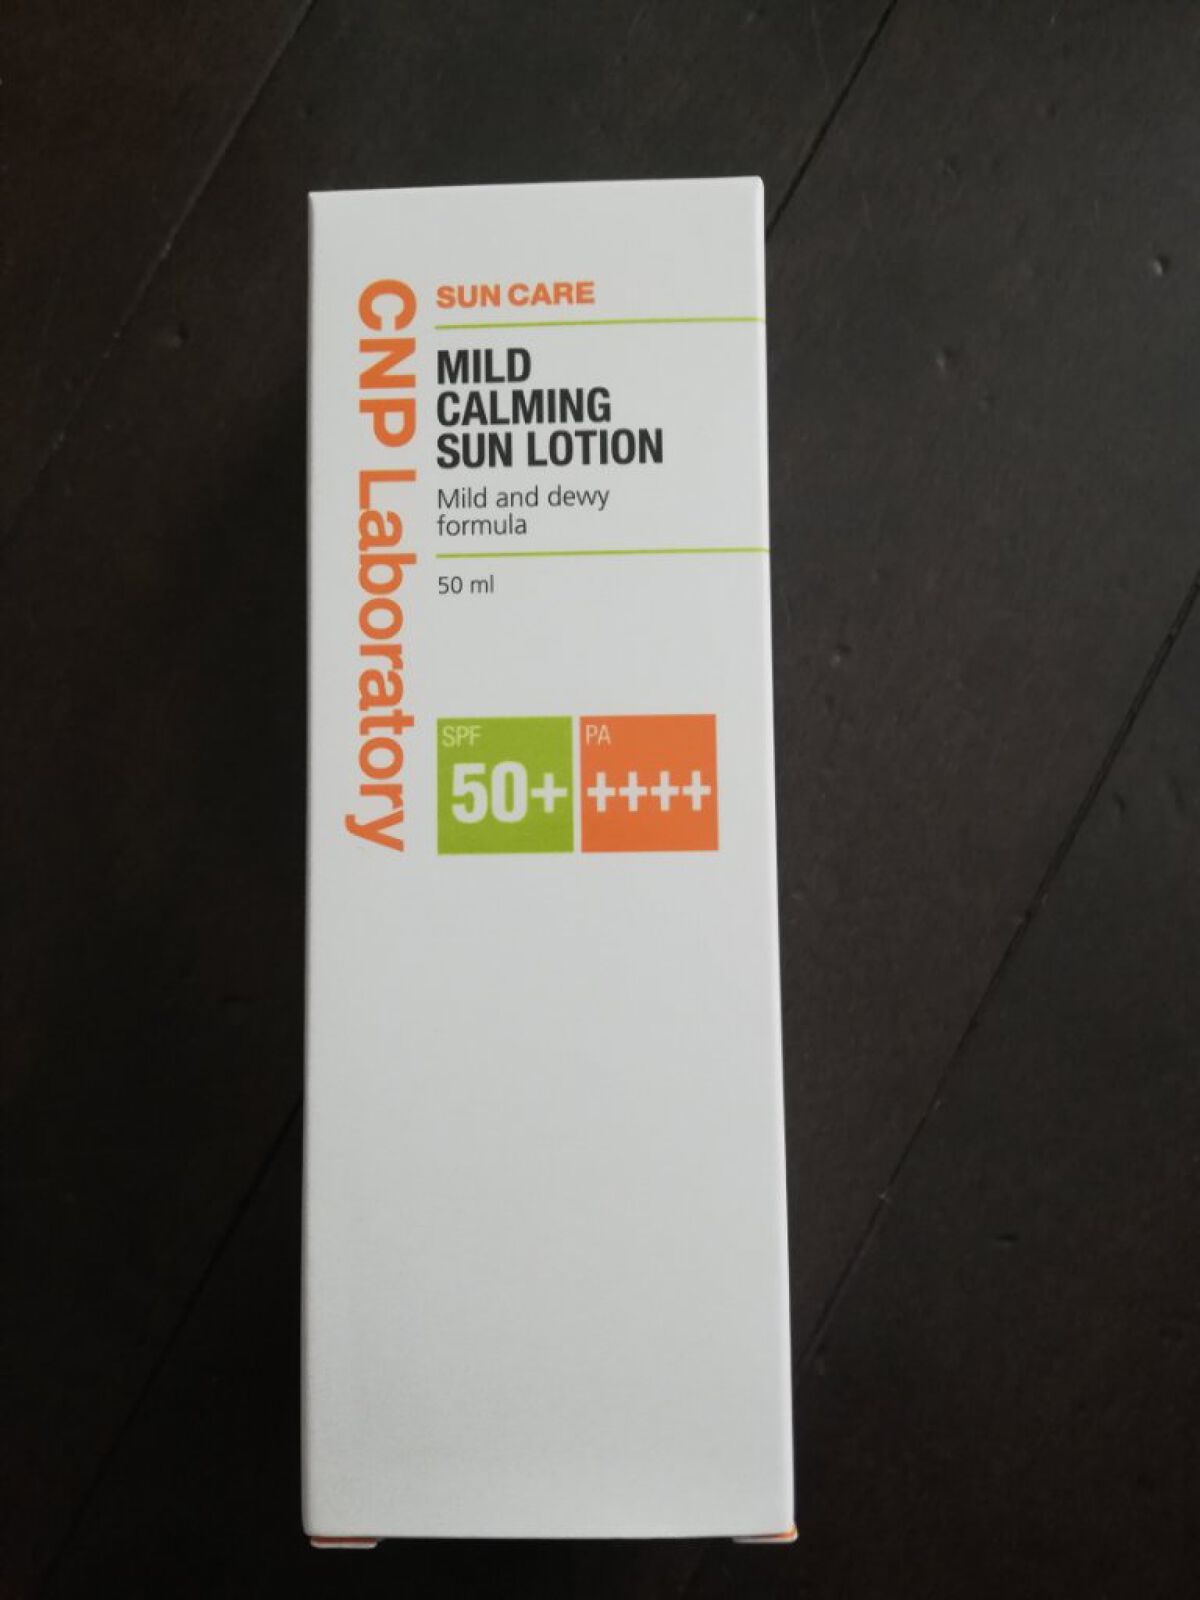 CNP Laboratory
SUN CARE
MILD
CALMING
SUN LOTION
Mild and dewy
formula
50 ml
SPF
50+
PA
++++